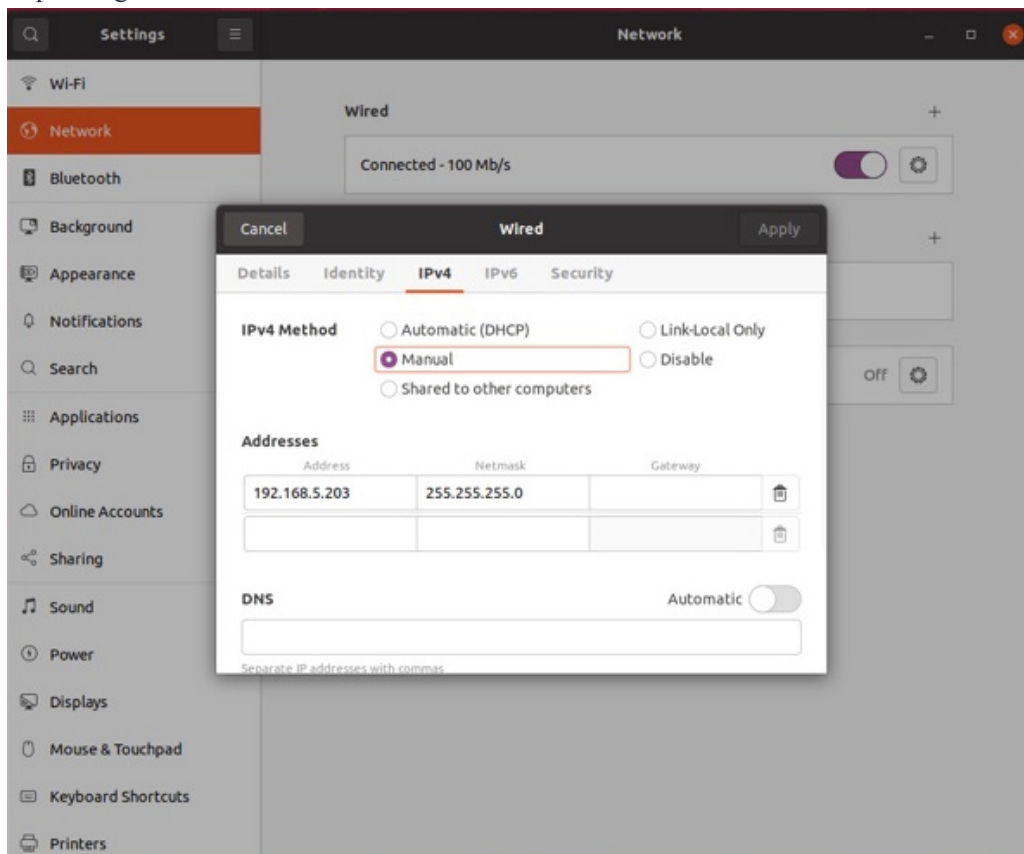 Settings
Network
Wi-Fi
Network
Bluetooth
Background
Appearance
Notifications
Search
Applications
Privacy
Online Accounts
Sharing
Sound
Power
Displays
Mouse & Touchpad
Keyboard Shortcuts
Printers
Wired
Connected - 100 Mb/s
Off
Cancel
Wired
Apply
Details Identity IPv4 IPv6 Security
IPv4 Method
Automatic (DHCP)
Link-Local Only
Manual
Disable
Shared to other computers
Addresses
Address Netmask Gateway
192.168.5.203 255.255.255.0
DNS
Automatic
Separate IP addresses with commas